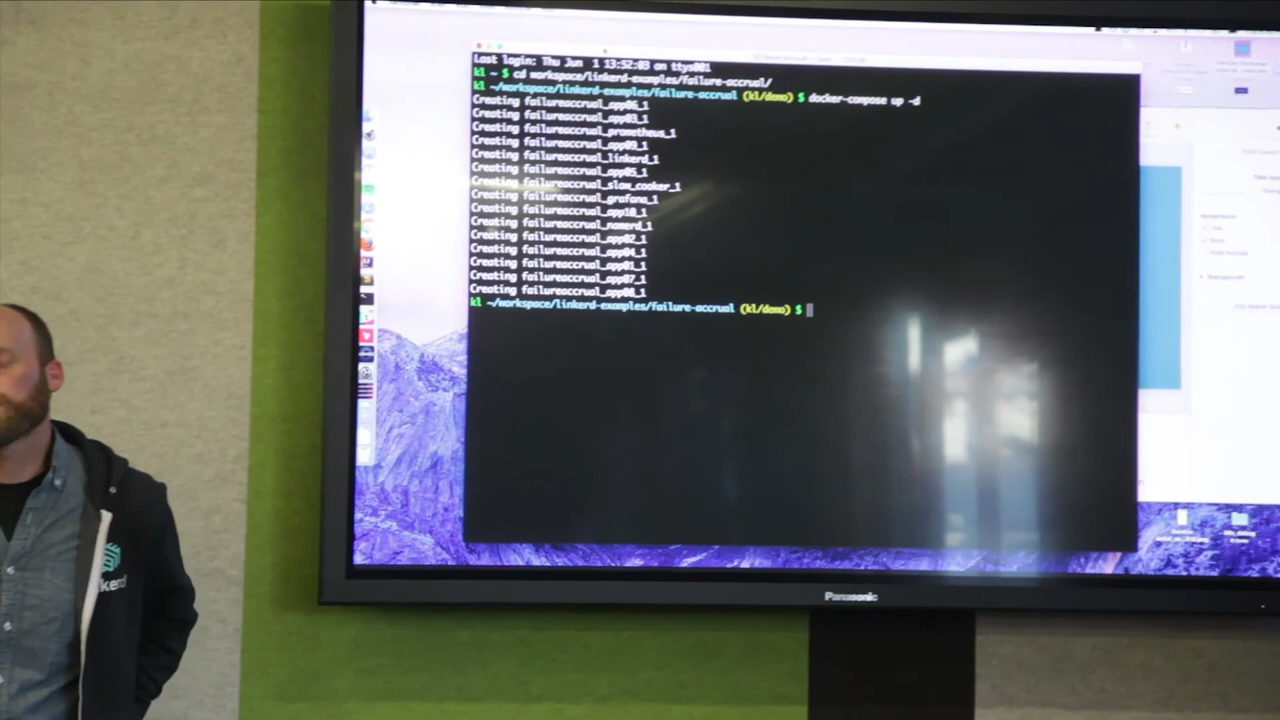 Last login: Thu Jun  1 13:52:03 on ttys001
kl ~ $ cd workspace/linkerd-examples/failure-accrual/
kl ~/workspace/linkerd-examples/failure-accrual (kl/demo) $ docker-compose up -d
Creating failureaccrual_app06_1
Creating failureaccrual_app03_1
Creating failureaccrual_prometheus_1
Creating failureaccrual_app09_1
Creating failureaccrual_linkerd_1
Creating failureaccrual_app05_1
Creating failureaccrual_slow_cooker_1
Creating failureaccrual_grafana_1
Creating failureaccrual_app10_1
Creating failureaccrual_namerd_1
Creating failureaccrual_app02_1
Creating failureaccrual_app04_1
Creating failureaccrual_app01_1
Creating failureaccrual_app07_1
Creating failureaccrual_app08_1
kl ~/workspace/linkerd-examples/failure-accrual (kl/demo) $
Panasonic
kerd